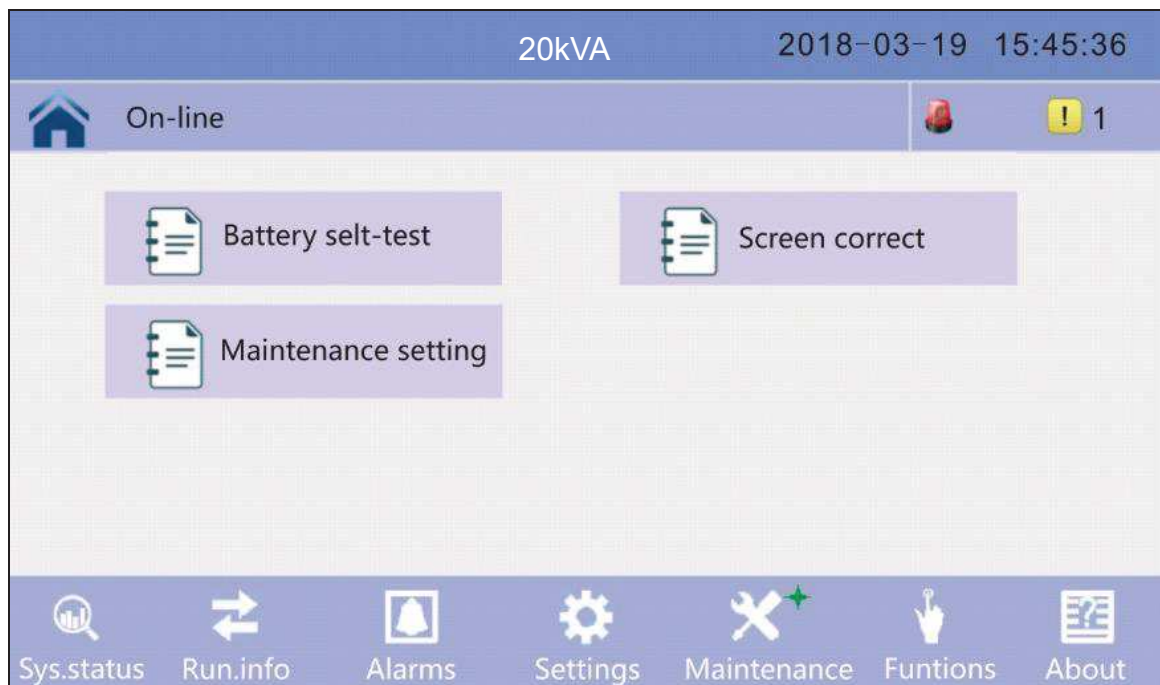 20kVA 2018-03-19 15:45:36
On-line ! 1
Battery selt-test Screen correct
Maintenance setting
Sys.status Run.info Alarms Settings Maintenance Funtions About